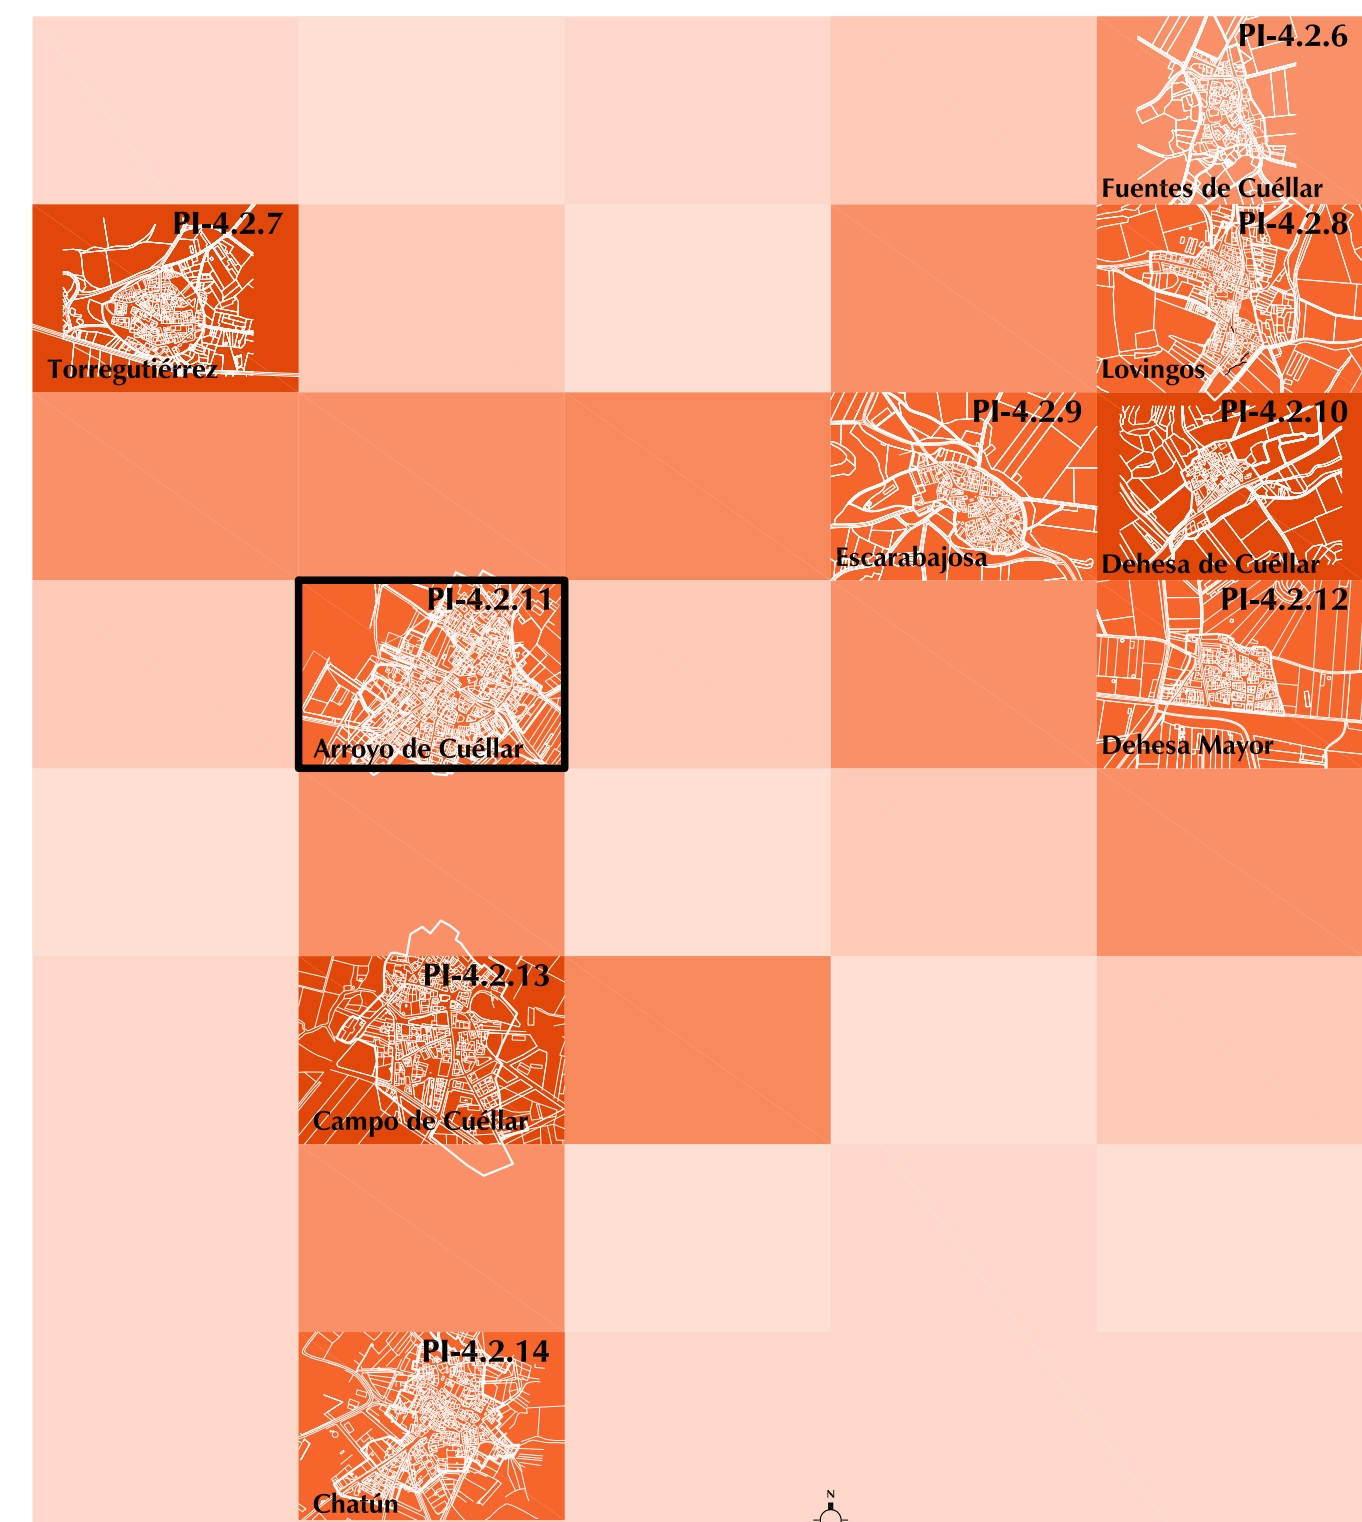 PI-4.2.6
Fuentes de Cuéllar
PI-4.2.7
Torregutiérrez
PI-4.2.8
Lovingos
PI-4.2.9
Escarabajosa
PI-4.2.10
Dehesa de Cuéllar
PI-4.2.11
Arroyo de Cuéllar
PI-4.2.12
Dehesa Mayor
PI-4.2.13
Campo de Cuéllar
PI-4.2.14
Chatún
N